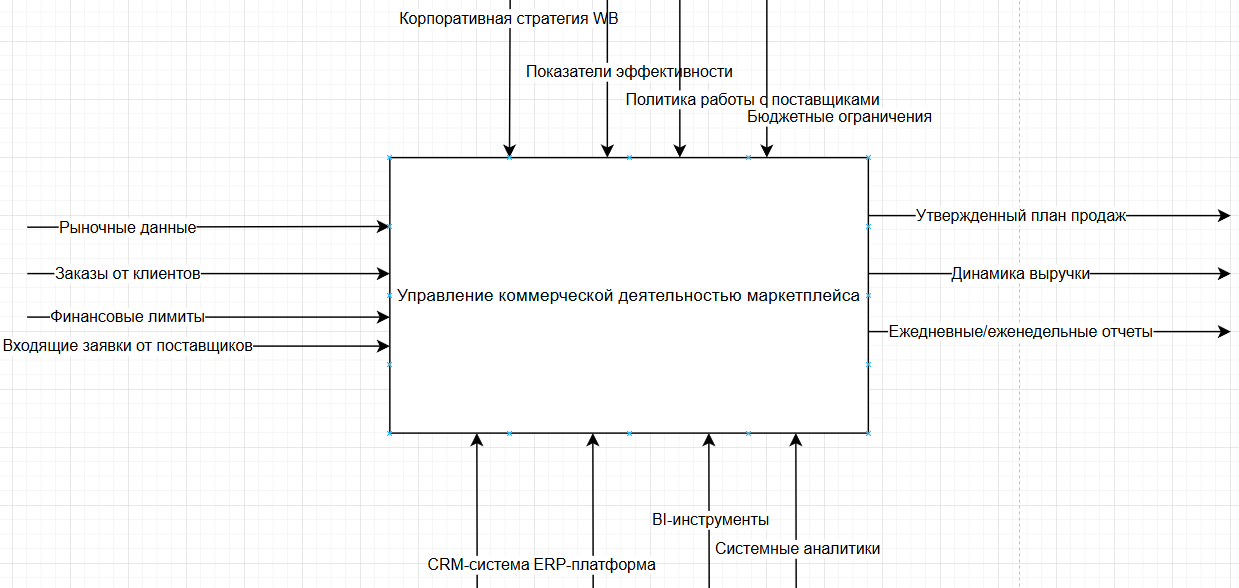 Корпоративная стратегия WB
Показатели эффективности
Политика работы с поставщиками
Бюджетные ограничения
Рыночные данные
Заказы от клиентов
Финансовые лимиты
Входящие заявки от поставщиков
Управление коммерческой деятельностью маркетплейса
Утвержденный план продаж
Динамика выручки
Ежедневные/еженедельные отчеты
BI-инструменты
Системные аналитики
CRM-система ERP-платформа